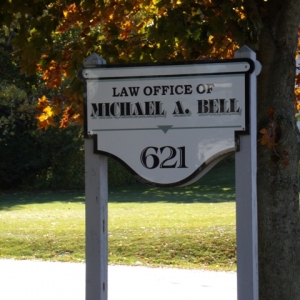 LAW OFFICE OF
MICHAEL A. BELL
621